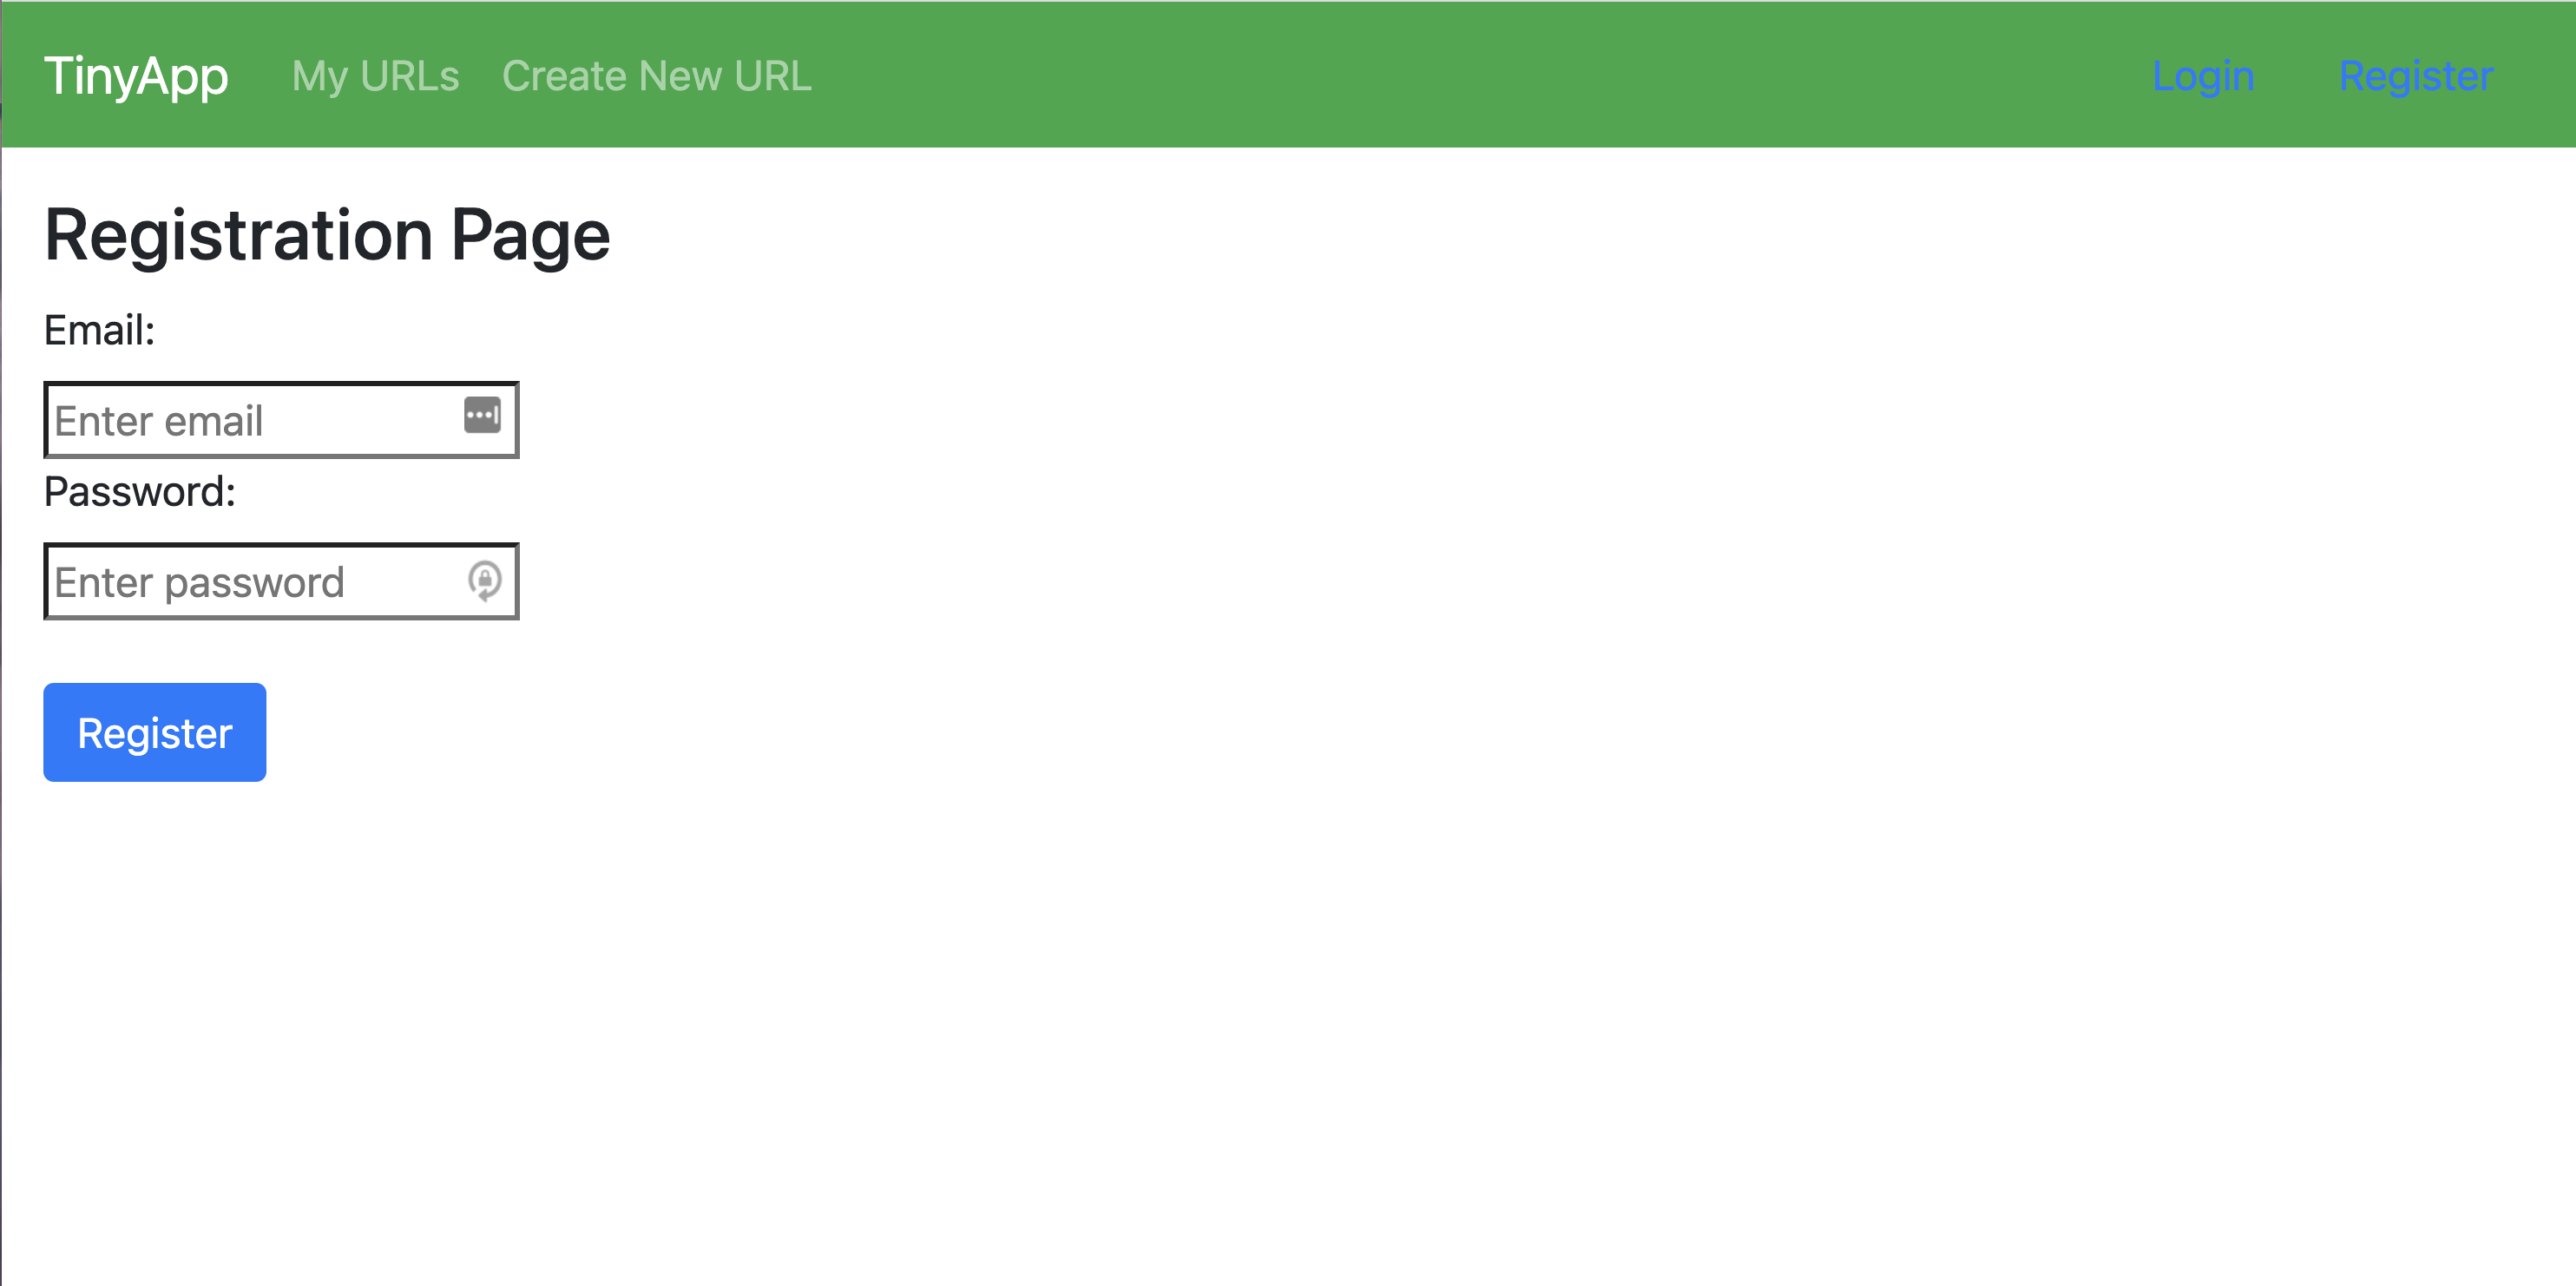 TinyApp My URLs Create New URL Login Register
Registration Page
Email:
Enter email
Password:
Enter password
Register